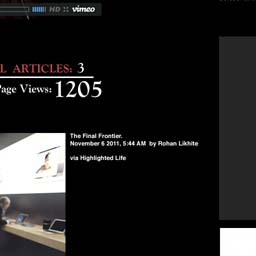 HD vimeo
L ARTICLES: 3
Page Views: 1205
The Final Frontier.
November 6 2011, 5:44 AM by Rohan Likhite
via Highlighted Life